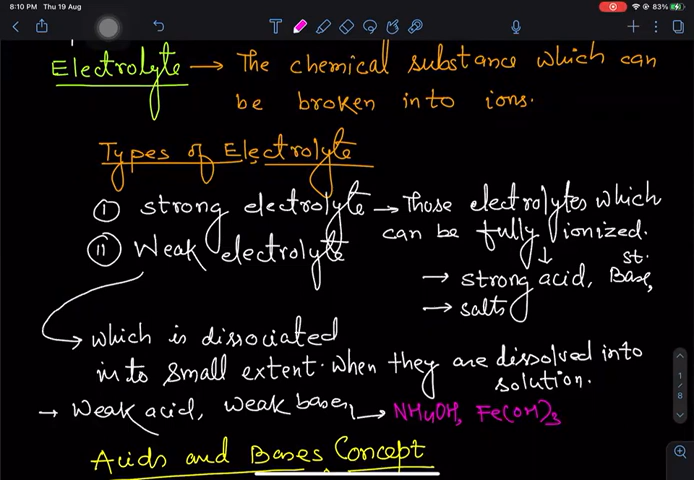 8:10 PM Thu 19 Aug
83%
Electrolyte → The chemical substance which can
be broken into ions.
Types of Electrolyte
(I) strong electrolyte → Those electrolytes which
can be fully ionized.
(II) Weak electrolyte
↓
→ strong acid, st. Base,
→ salts
→ which is dissociated
into small extent. when they are dissolved into
solution.
→ Weak acid, weak base, → NH4OH, Fe(OH)3
Acids and Bases Concept
1
8